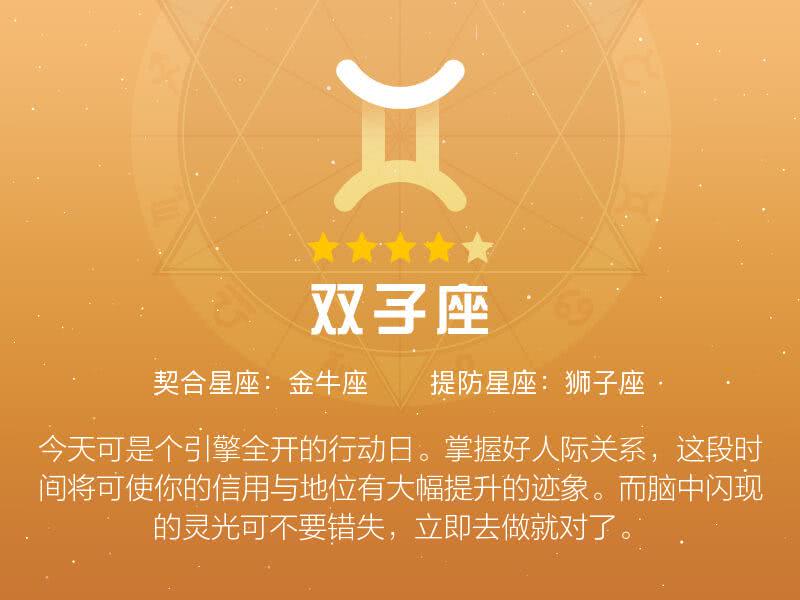 双子座
契合星座：金牛座 提防星座：狮子座
今天可是个引擎全开的行动日。掌握好人际关系，这段时
间将可使你的信用与地位有大幅提升的迹象。而脑中闪现
的灵光可不要错失，立即去做就对了。